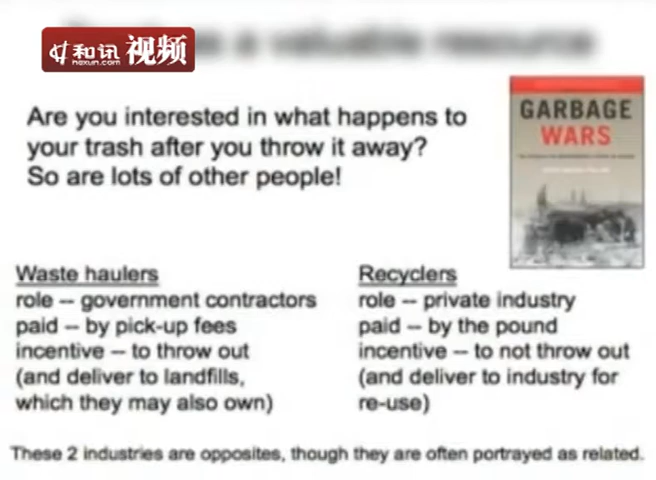 和讯 视频
hexun.com
a valuable resource
Are you interested in what happens to
your trash after you throw it away?
So are lots of other people!
GARBAGE
WARS
Waste haulers
role -- government contractors
paid -- by pick-up fees
incentive -- to throw out
(and deliver to landfills,
which they may also own)
Recyclers
role -- private industry
paid -- by the pound
incentive -- to not throw out
(and deliver to industry for
re-use)
These 2 industries are opposites, though they are often portrayed as related.